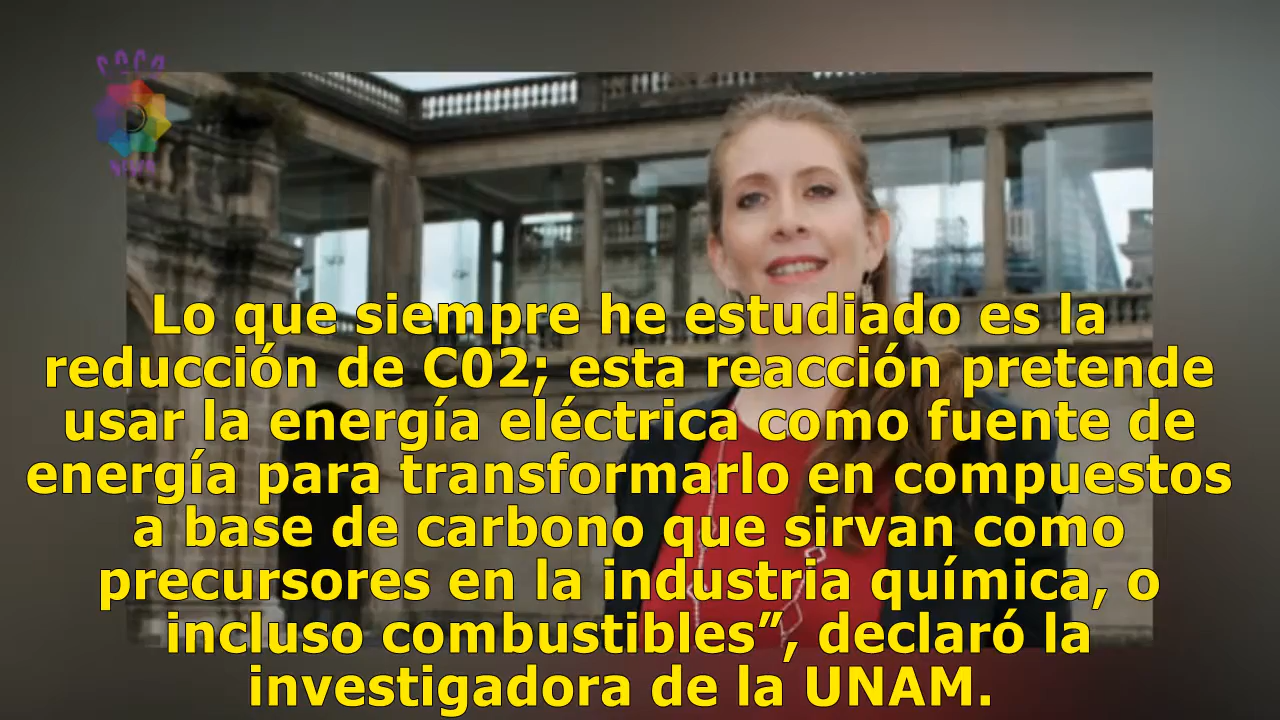 Lo que siempre he estudiado es la
reducción de C02; esta reacción pretende
usar la energía eléctrica como fuente de
energía para transformarlo en compuestos
a base de carbono que sirvan como
precursores en la industria química, o
incluso combustibles”, declaró la
investigadora de la UNAM.